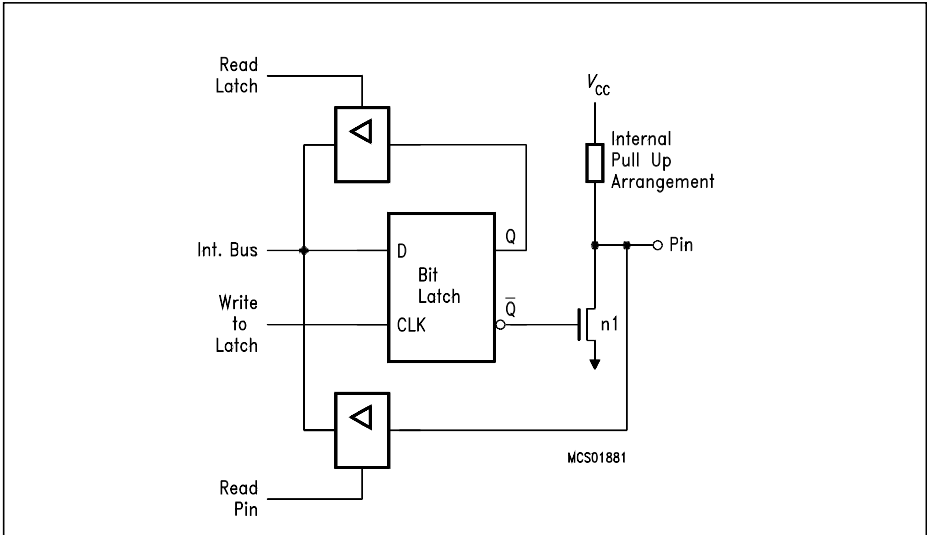 Read
Latch
V_CC
Internal
Pull Up
Arrangement
Q
Pin
Int. Bus
D
Bit
Latch
Q̅
Write
to
Latch
CLK
n1
MCS01881
Read
Pin